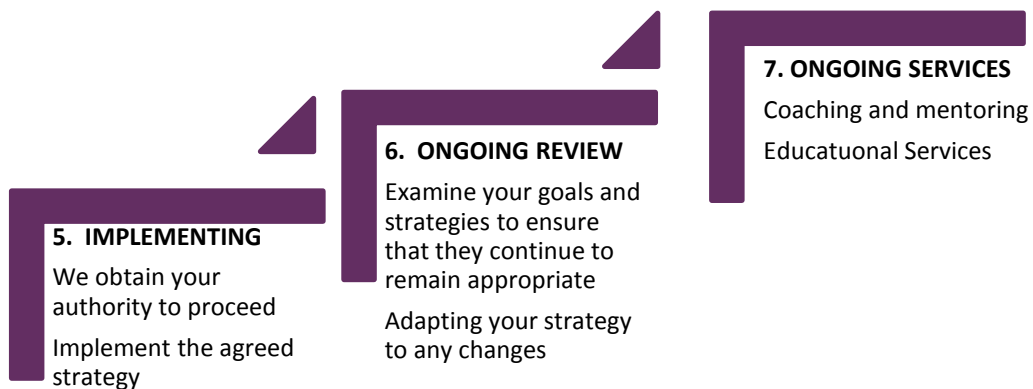 5. IMPLEMENTING
We obtain your
authority to proceed
Implement the agreed
strategy
6. ONGOING REVIEW
Examine your goals and
strategies to ensure
that they continue to
remain appropriate
Adapting your strategy
to any changes
7. ONGOING SERVICES
Coaching and mentoring
Educatuonal Services